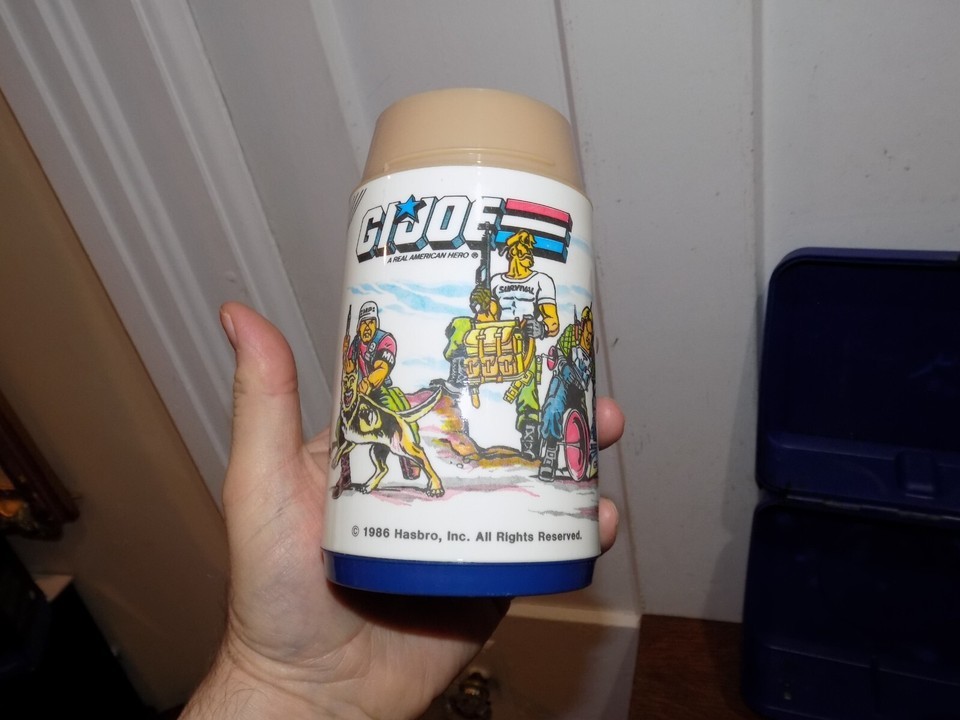 G.I. JOE
A REAL AMERICAN HERO ®
SURVIVAL
© 1986 Hasbro, Inc. All Rights Reserved.